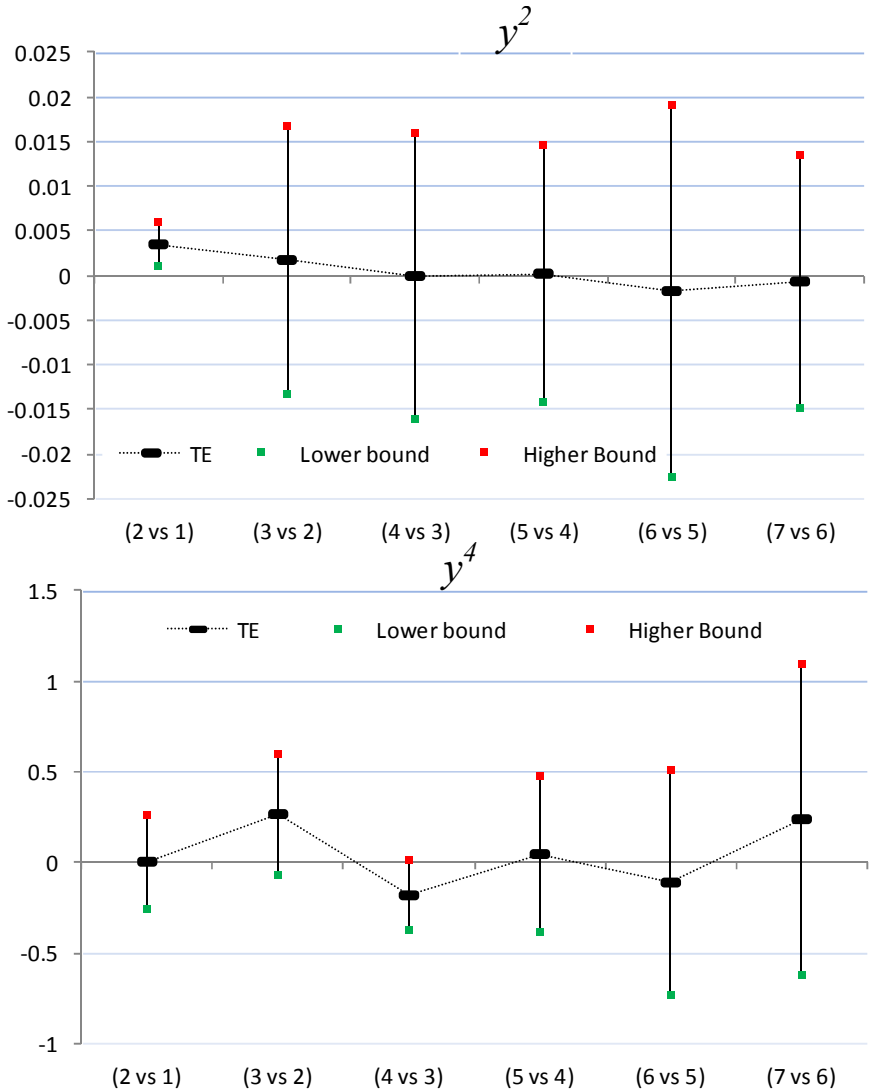 y²
0.025
0.02
0.015
0.01
0.005
0
-0.005
-0.01
-0.015
-0.02
-0.025
TE Lower bound Higher Bound
(2 vs 1) (3 vs 2) (4 vs 3) (5 vs 4) (6 vs 5) (7 vs 6)
y⁴
1.5
TE Lower bound Higher Bound
1
0.5
0
-0.5
-1
(2 vs 1) (3 vs 2) (4 vs 3) (5 vs 4) (6 vs 5) (7 vs 6)